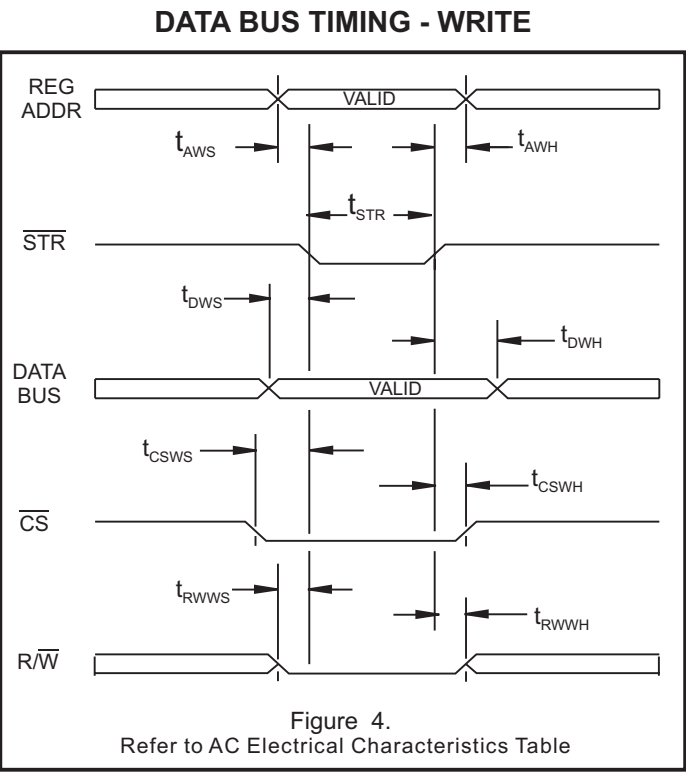 DATA BUS TIMING - WRITE
REG
ADDR
VALID
tAWS
tAWH
tSTR
STR
tDWS
tDWH
DATA
BUS
VALID
tCSWS
tCSWH
CS
tRWWS
tRWWH
R/W
Figure 4.
Refer to AC Electrical Characteristics Table